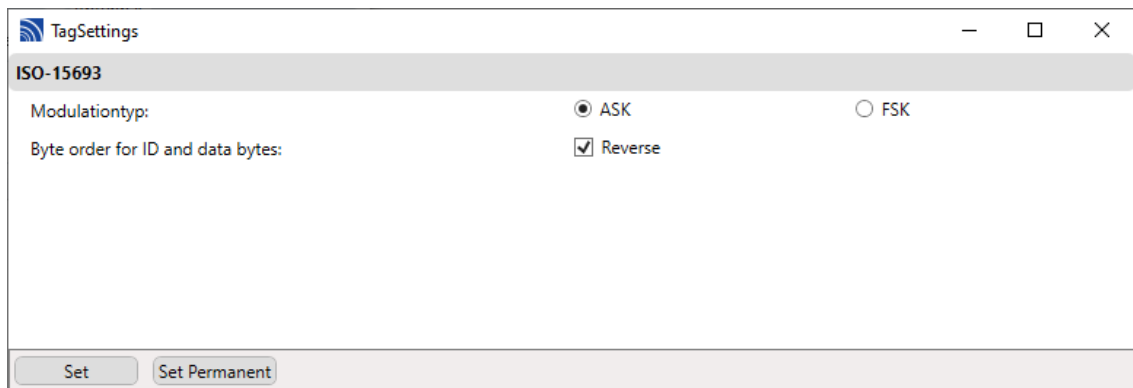 TagSettings
ISO-15693
Modulationtyp: ASK FSK
Byte order for ID and data bytes: Reverse
Set Set Permanent